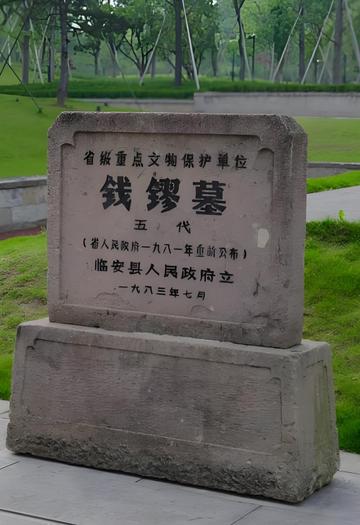 省级重点文物保护单位
钱镠墓
五代
(省人民政府一九八一年重新公布)
临安县人民政府立
一九八三年七月